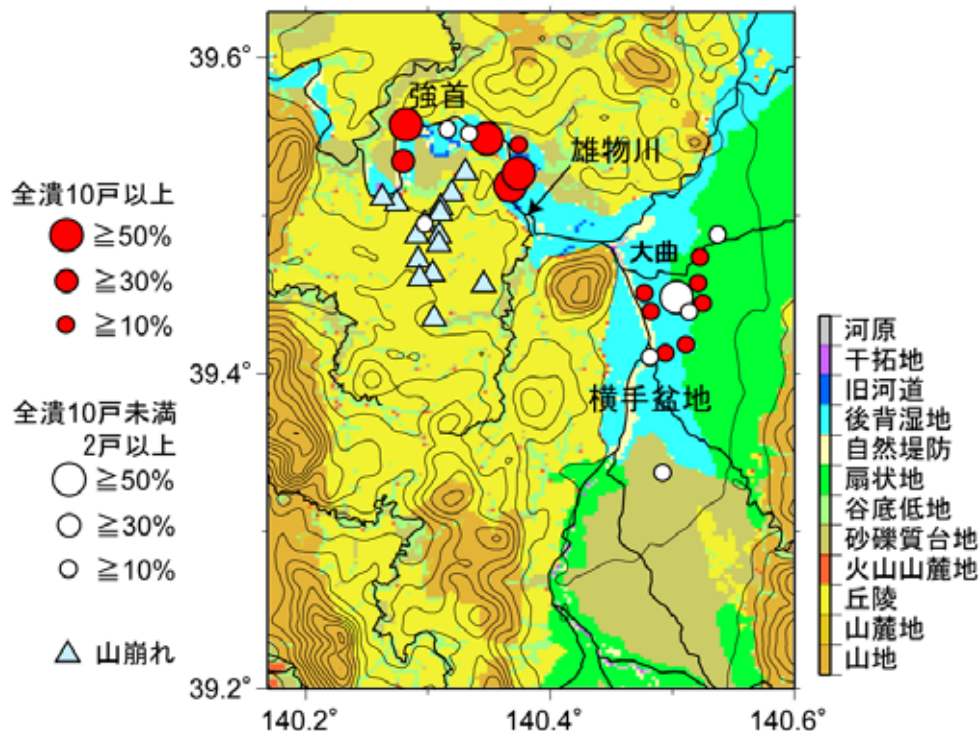 39.6°
39.4°
39.2°
140.2°
140.4°
140.6°
強首
雄物川
大曲
横手盆地
全潰10戸以上
≧50%
≧30%
≧10%
全潰10戸未満
2戸以上
≧50%
≧30%
≧10%
山崩れ
河原
干拓地
旧河道
後背湿地
自然堤防
扇状地
谷底低地
砂礫質台地
火山山麓地
丘陵
山麓地
山地